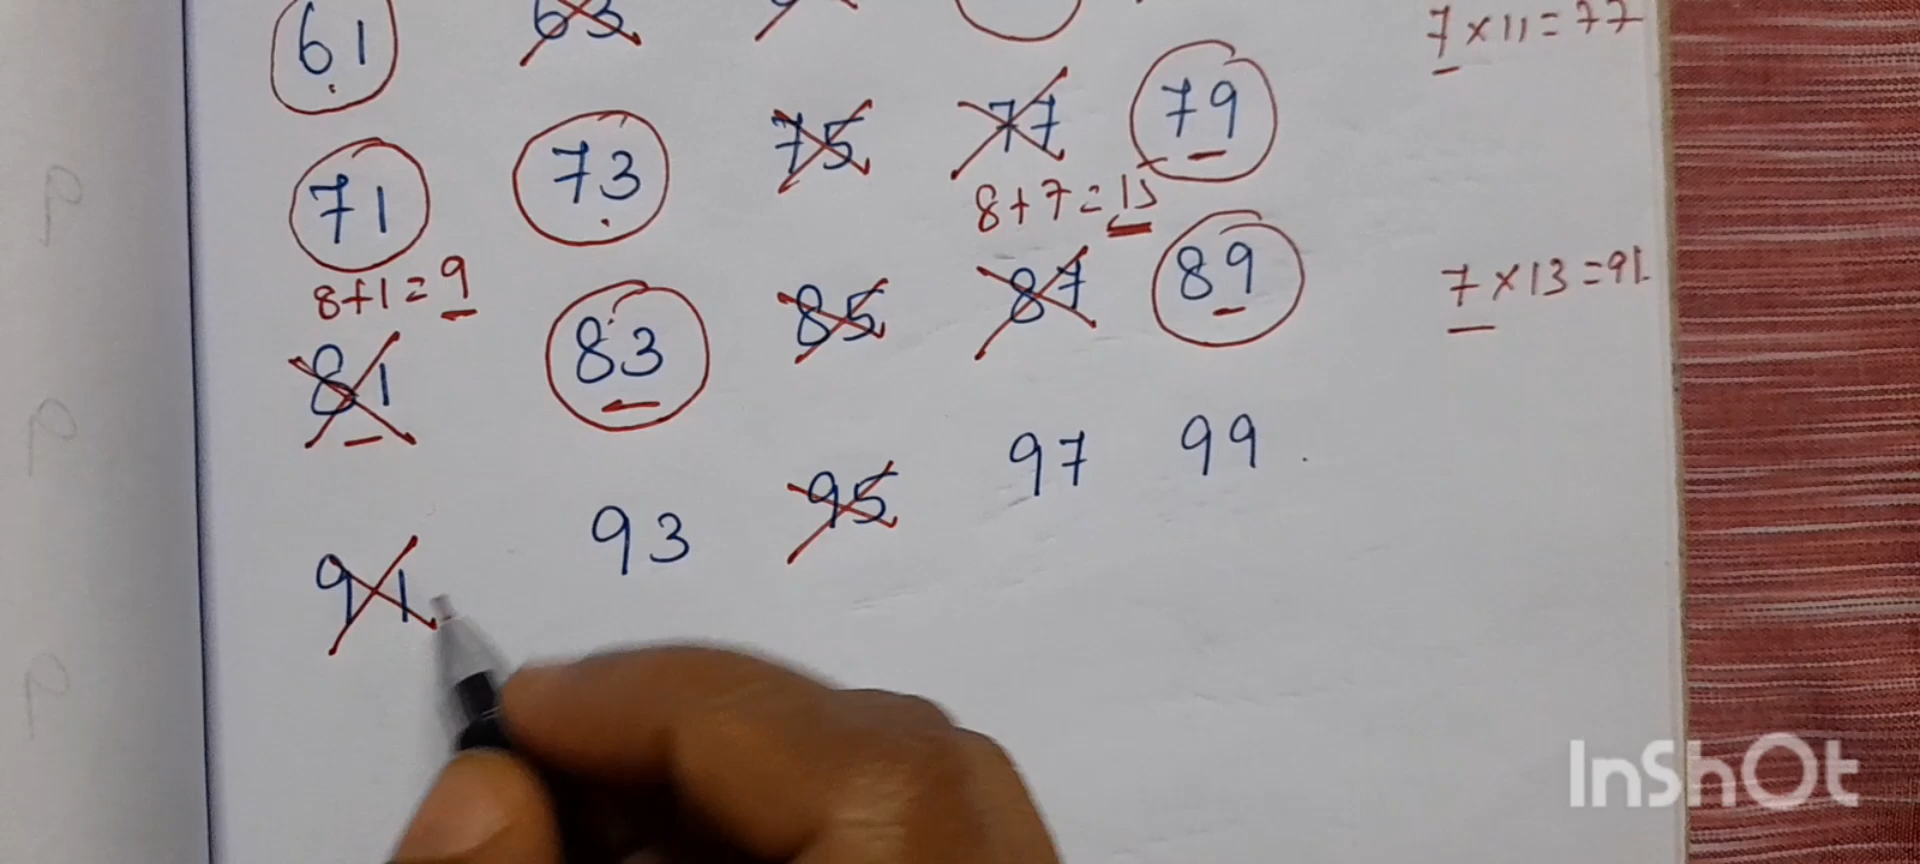 61 63
7 × 11 = 77
71 73 75 77 79
8+1=9
8+7=15
81 83 85 87 89
7 × 13 = 91
91 93 95 97 99
InShOt